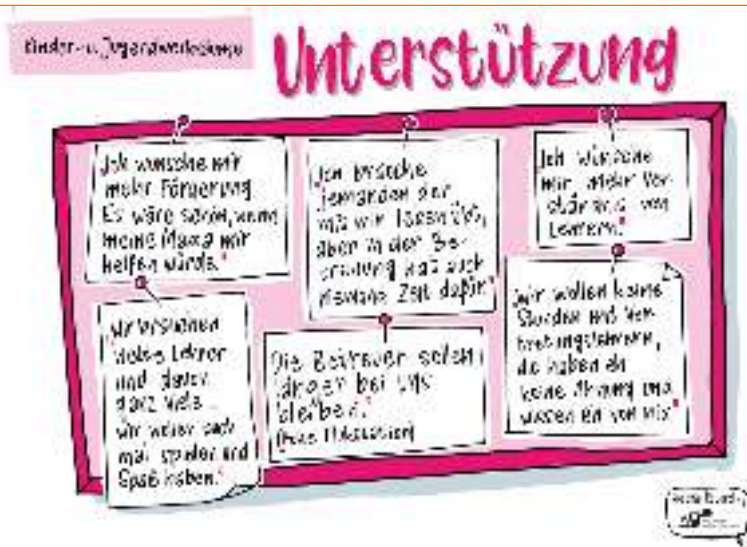 Kinder- u. Jugendworkshops
Unterstützung
"Ich wünsche mir
mehr Förderung
Es wäre schön, wenn
meine Mama mir
helfen würde."
"Ich brauche
jemanden der
mit mir lesen übt,
aber in der Be-
treuung hat auch
niemand Zeit dafür"
"Ich wünsche
mir mehr Ver-
ständnis von
Lehrern."
"Wir brauchen
Lehrer
und davon
ganz viele ...
Wir wollen auch
mal spielen und
Spaß haben."
"Die Betreuer sollen
länger bei uns
bleiben."
"Wir wollen keine
Stunden mit Ver-
tretungslehrern,
die haben eh
keine Ahnung und
wissen eh von nix"